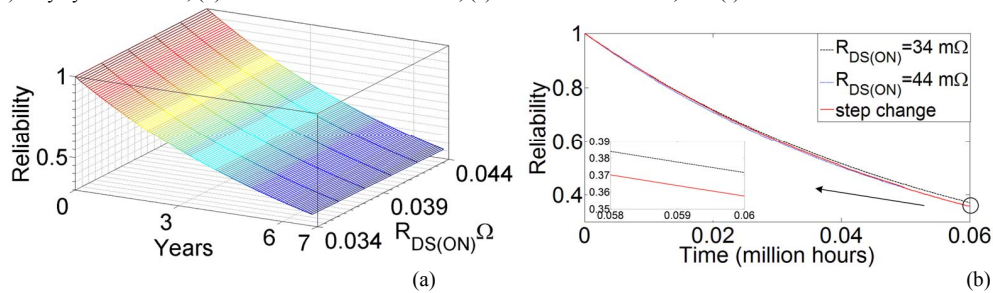 1
0.5
0
3
6
7
Reliability
Years
0.034
0.039
0.044
R_DS(ON)Ω
(a)
1
0.8
0.6
0.4
0
0.02
0.04
0.06
Reliability
Time (million hours)
R_DS(ON)=34 mΩ
R_DS(ON)=44 mΩ
step change
0.39
0.38
0.37
0.36
0.35
0.058
0.059
0.06
(b)